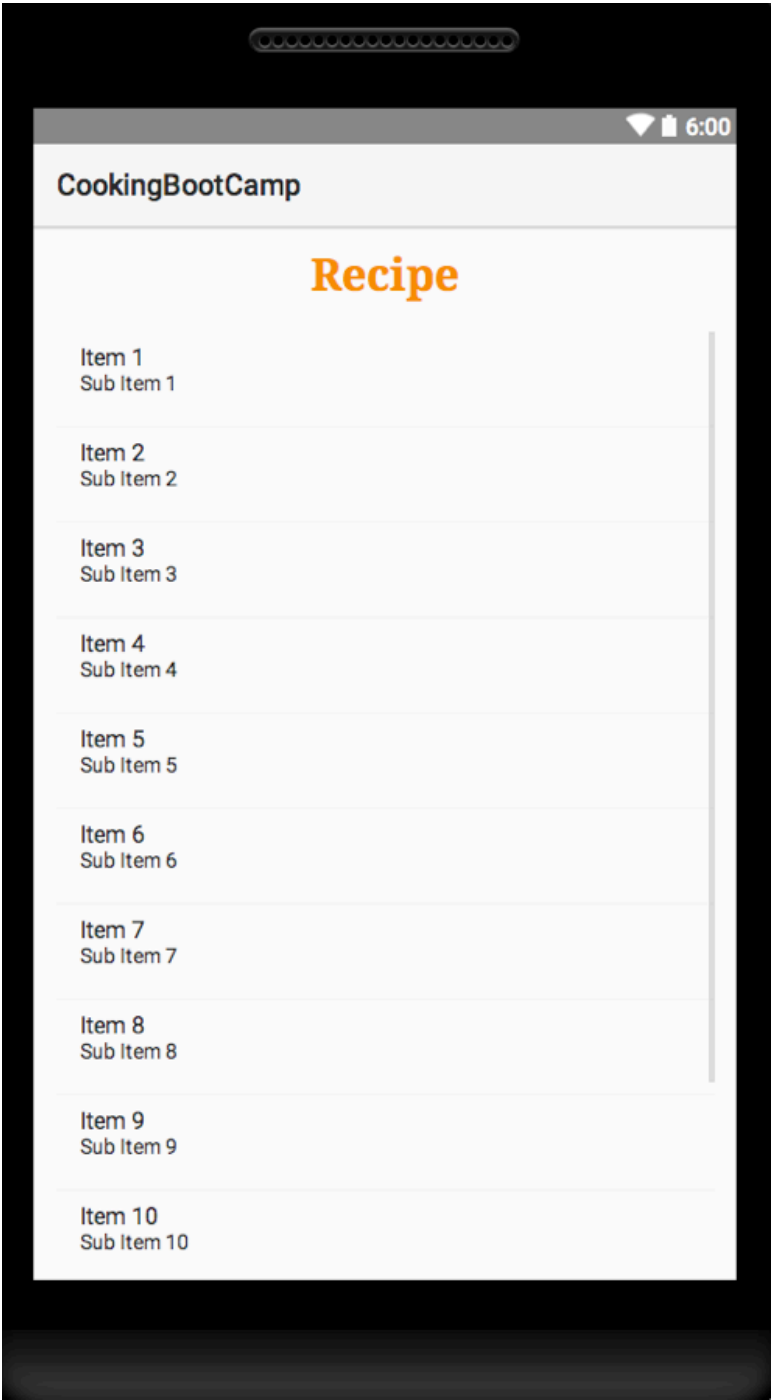 6:00
CookingBootCamp
Recipe
Item 1
Sub Item 1
Item 2
Sub Item 2
Item 3
Sub Item 3
Item 4
Sub Item 4
Item 5
Sub Item 5
Item 6
Sub Item 6
Item 7
Sub Item 7
Item 8
Sub Item 8
Item 9
Sub Item 9
Item 10
Sub Item 10